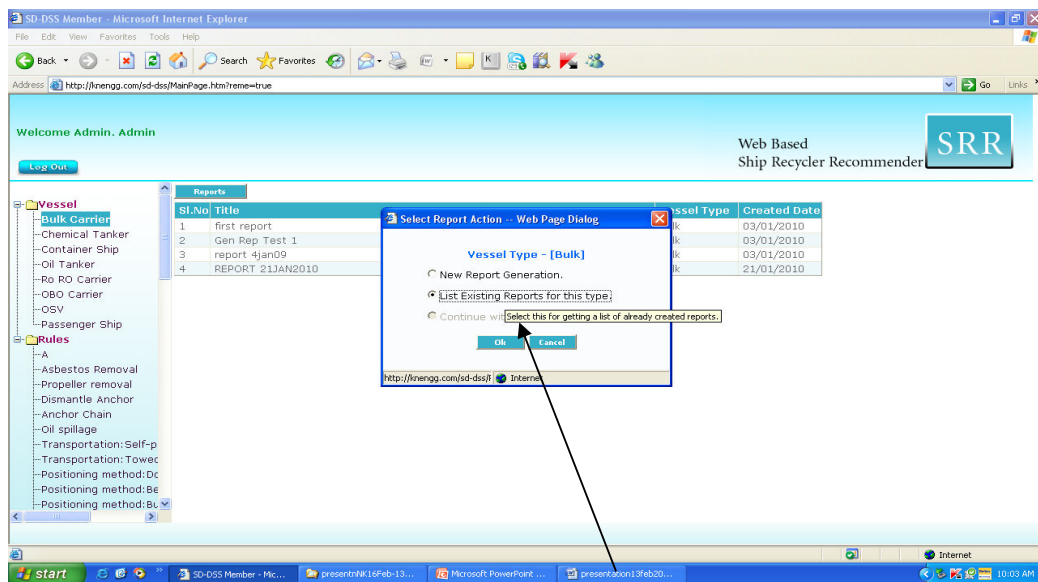 SD-DSS Member - Microsoft Internet Explorer
File Edit View Favorites Tools Help
Back Search Favorites
Address http://knengg.com/sd-dss/MainPage.htm?reme=true Go Links
Welcome Admin. Admin
Log Out
Web Based
Ship Recycler Recommender
SRR
Vessel
Bulk Carrier
Chemical Tanker
Container Ship
Oil Tanker
Ro RO Carrier
OBO Carrier
OSV
Passenger Ship
Rules
A
Asbestos Removal
Propeller removal
Dismantle Anchor
Anchor Chain
Oil spillage
Transportation:Self-p
Transportation:Towed
Positioning method:Do
Positioning method:Be
Positioning method:Bu
Reports
Sl.No Title Vessel Type Created Date
1 first report lk 03/01/2010
2 Gen Rep Test 1 lk 03/01/2010
3 report 4jan09 lk 03/01/2010
4 REPORT 21JAN2010 lk 21/01/2010
Select Report Action -- Web Page Dialog
Vessel Type - [Bulk]
New Report Generation.
List Existing Reports for this type.
Continue wit
Select this for getting a list of already created reports.
Ok Cancel
http://knengg.com/sd-dss/F Internet
Internet
start SD-DSS Member - Mic... presentnNK16Feb-13... Microsoft PowerPoint ... presentation13feb20... 10:03 AM